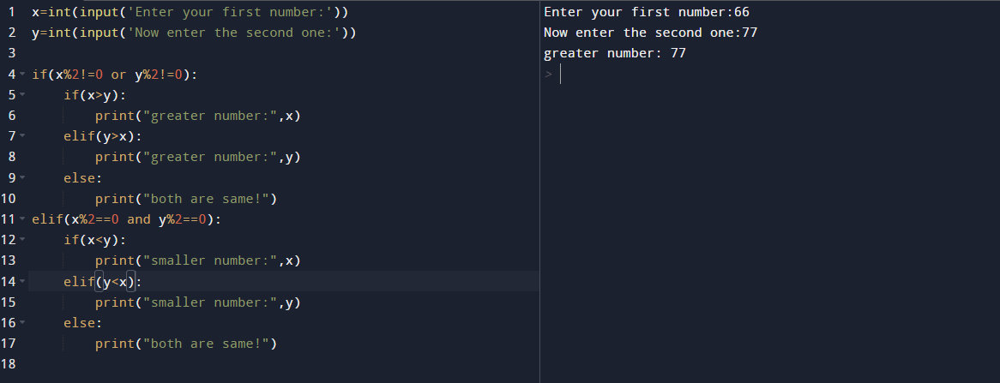 1 x=int(input('Enter your first number:'))
2 y=int(input('Now enter the second one:'))
3
4 if(x%2!=0 or y%2!=0):
5     if(x>y):
6         print("greater number:",x)
7     elif(y>x):
8         print("greater number:",y)
9     else:
10         print("both are same!")
11 elif(x%2==0 and y%2==0):
12     if(x<y):
13         print("smaller number:",x)
14     elif(y<x):
15         print("smaller number:",y)
16     else:
17         print("both are same!")
18
Enter your first number:66
Now enter the second one:77
greater number: 77
>